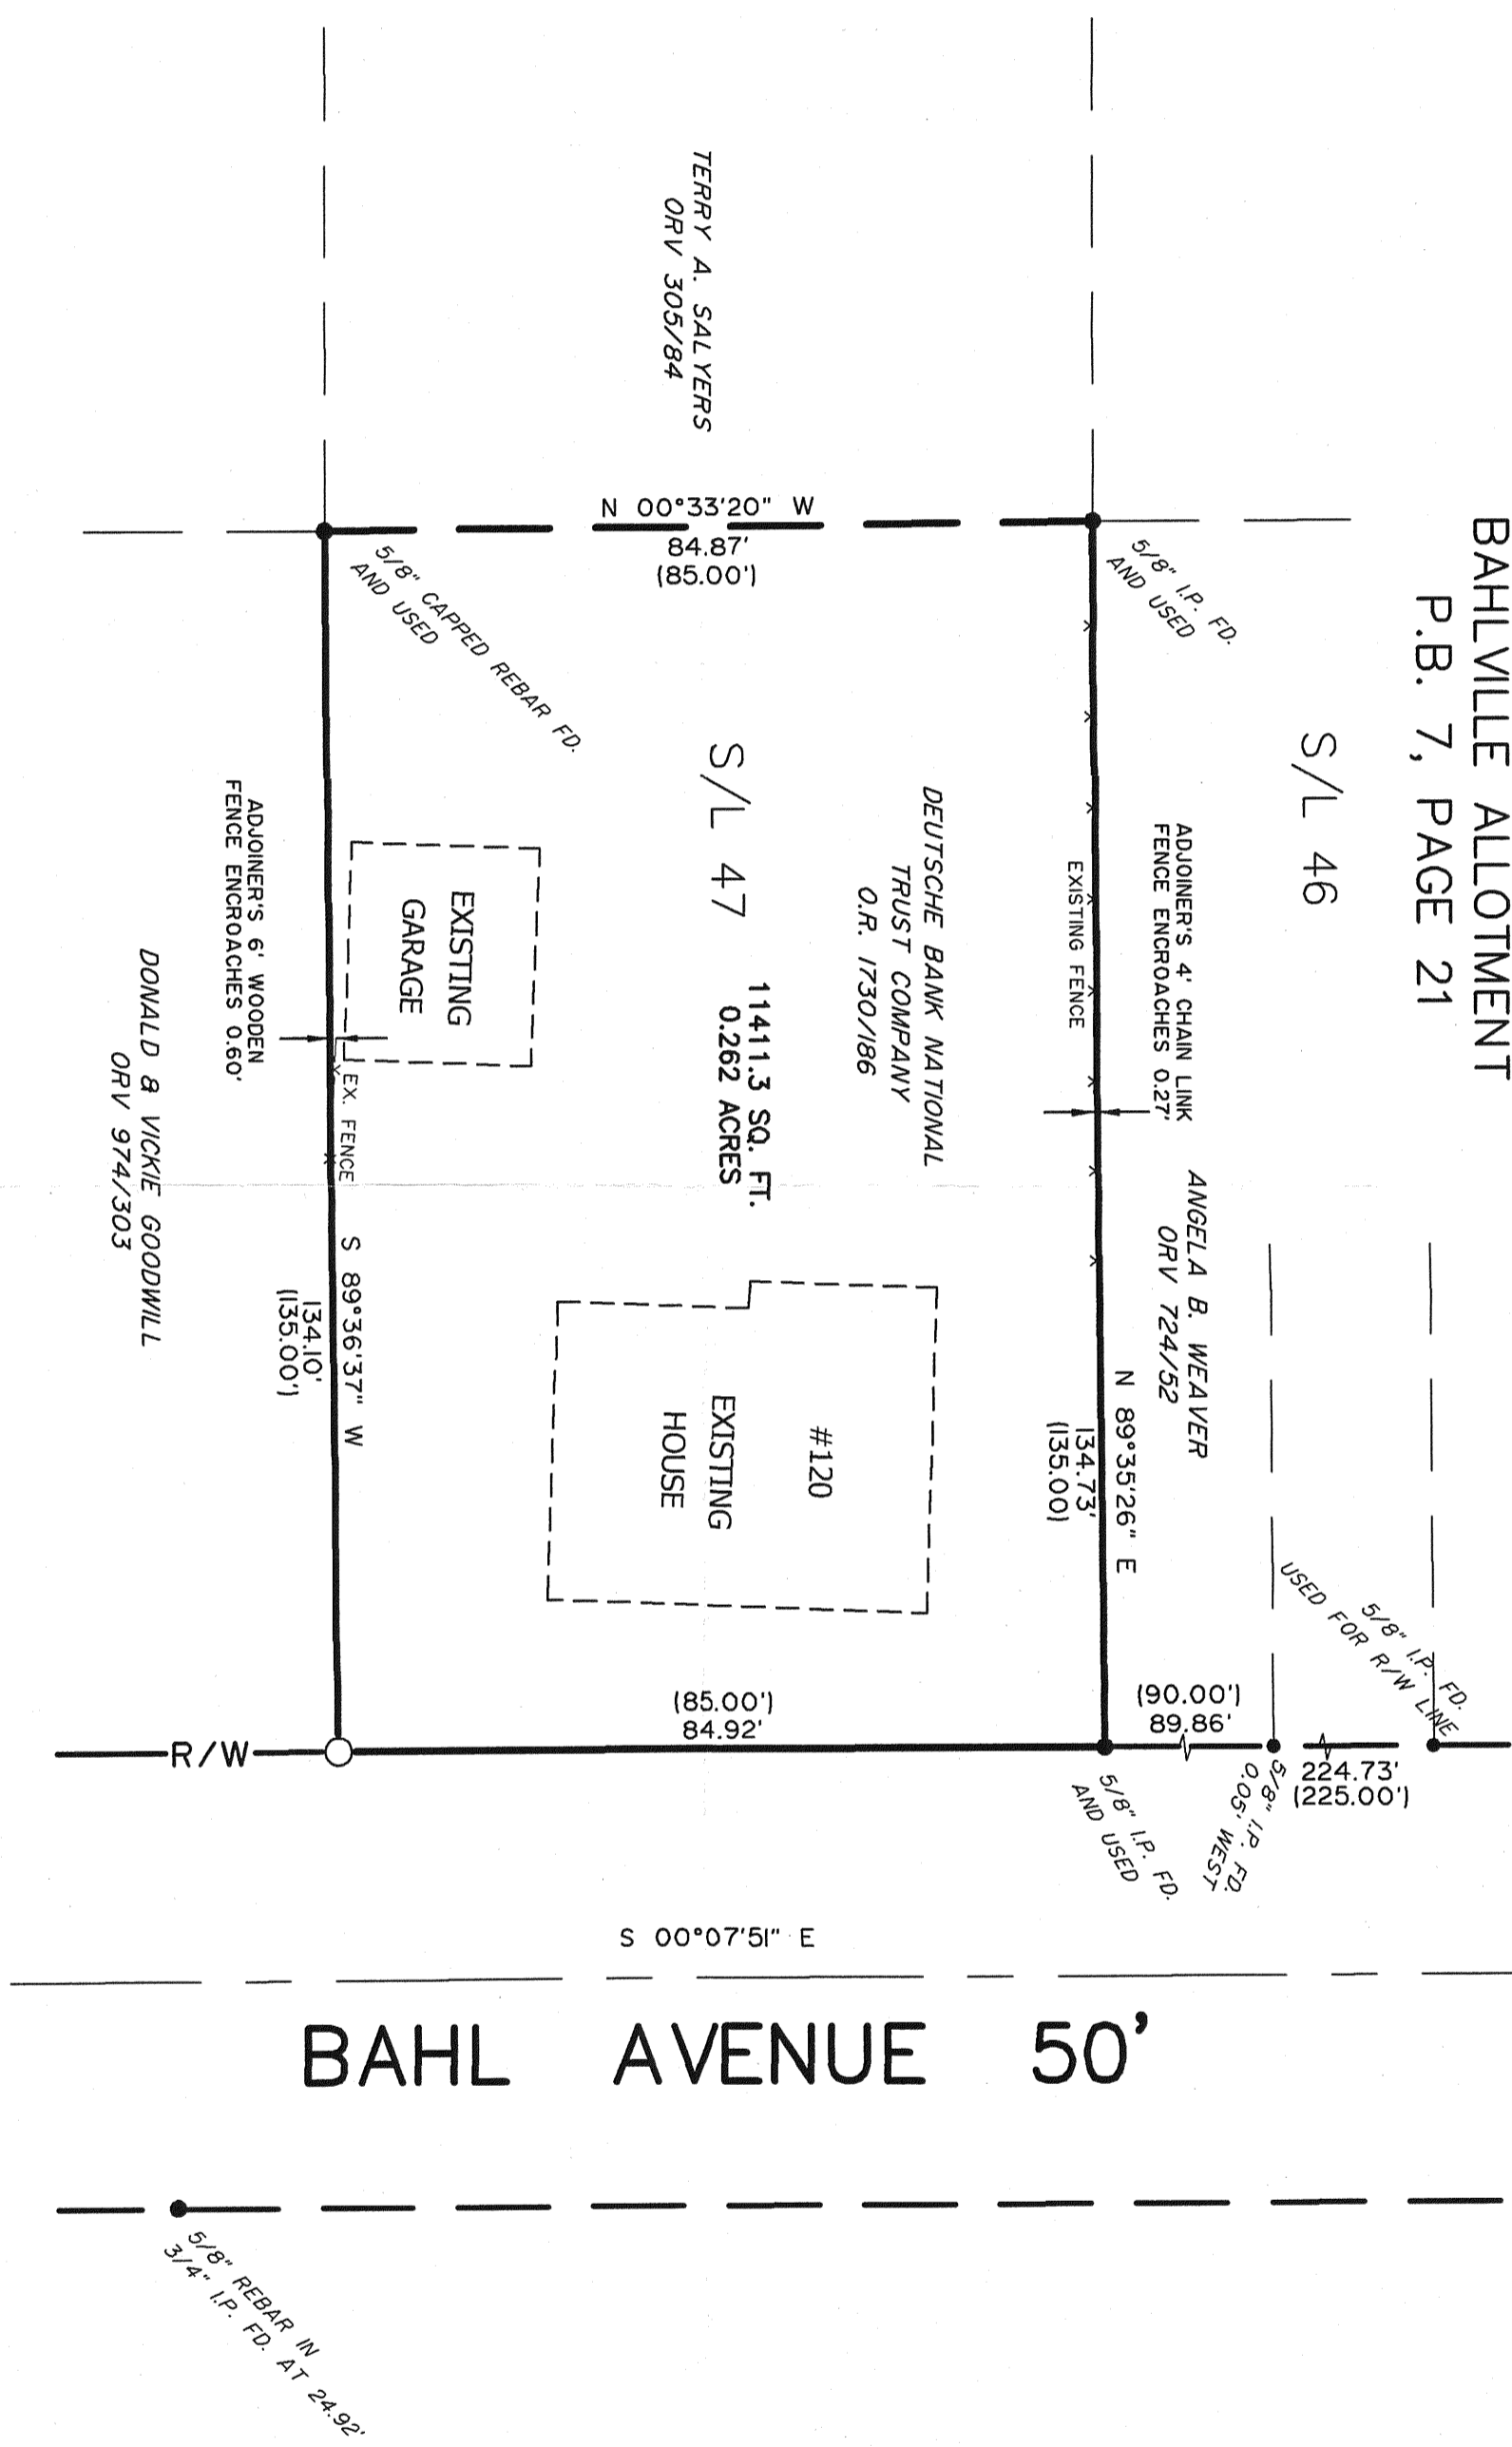 BAHLVILLE ALLOTMENT
P.B. 7, PAGE 21
S/L 46
TERRY A. SALYERS
ORV 305/84
N 00°33'20" W
84.87'
(85.00')
5/8" I.P. FD.
AND USED
5/8" CAPPED REBAR FD.
AND USED
ADJOINER'S 4' CHAIN LINK
FENCE ENCROACHES 0.27'
EXISTING FENCE
ANGELA B. WEAVER
ORV 724/52
N 89°35'26" E
134.73'
(135.00)
DEUTSCHE BANK NATIONAL
TRUST COMPANY
O.R. 1730/186
S/L 47
11411.3 SQ. FT.
0.262 ACRES
EXISTING
GARAGE
#120
EXISTING
HOUSE
EX. FENCE
S 89°36'37" W
134.10'
(135.00')
ADJOINER'S 6' WOODEN
FENCE ENCROACHES 0.60'
DONALD & VICKIE GOODWILL
ORV 974/303
5/8" I.P. FD.
USED FOR R/W LINE
(90.00')
89.86'
(85.00')
84.92'
R/W
224.73'
(225.00')
5/8" I.P. FD.
0.05' WEST
5/8" I.P. FD.
AND USED
S 00°07'51" E
BAHL AVENUE 50'
5/8" REBAR IN
3/4" I.P. FD. AT 24.92'